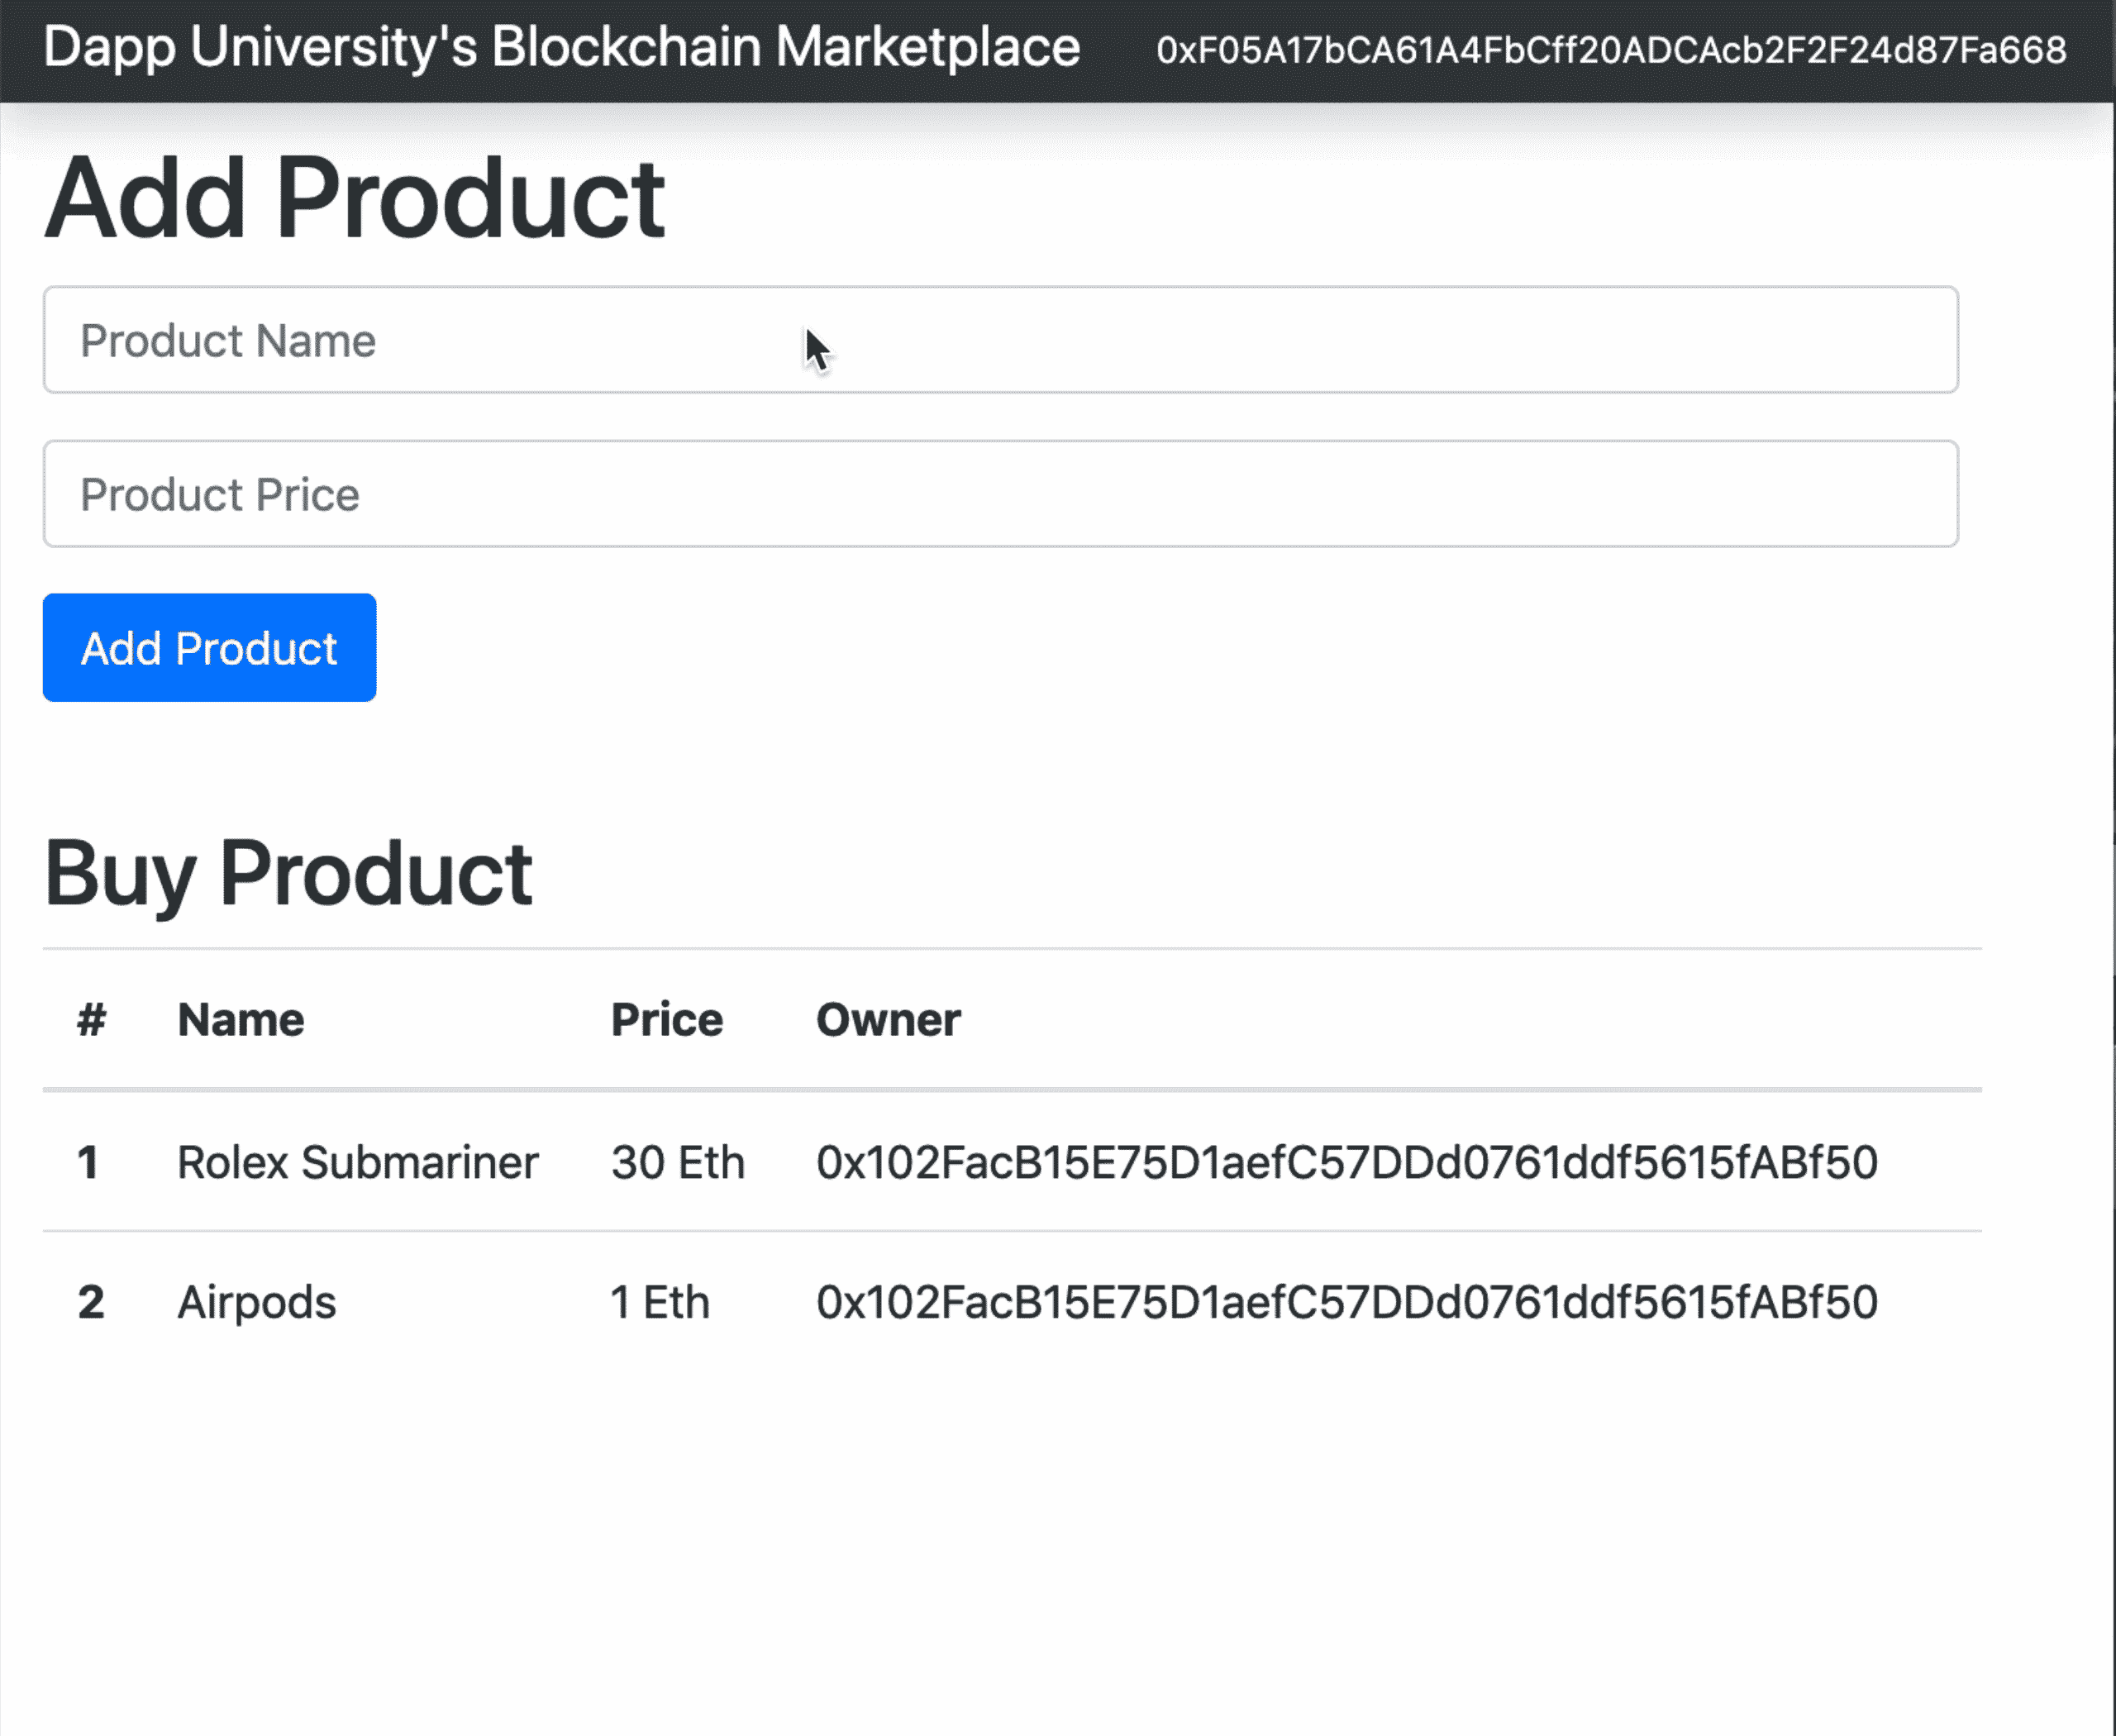 Dapp University's Blockchain Marketplace 0xF05A17bCA61A4FbCff20ADCAcb2F2F24d87Fa668
Add Product
Product Name
Product Price
Add Product
Buy Product
# Name Price Owner
1 Rolex Submariner 30 Eth 0x102FacB15E75D1aefC57DDd0761ddf5615fABf50
2 Airpods 1 Eth 0x102FacB15E75D1aefC57DDd0761ddf5615fABf50